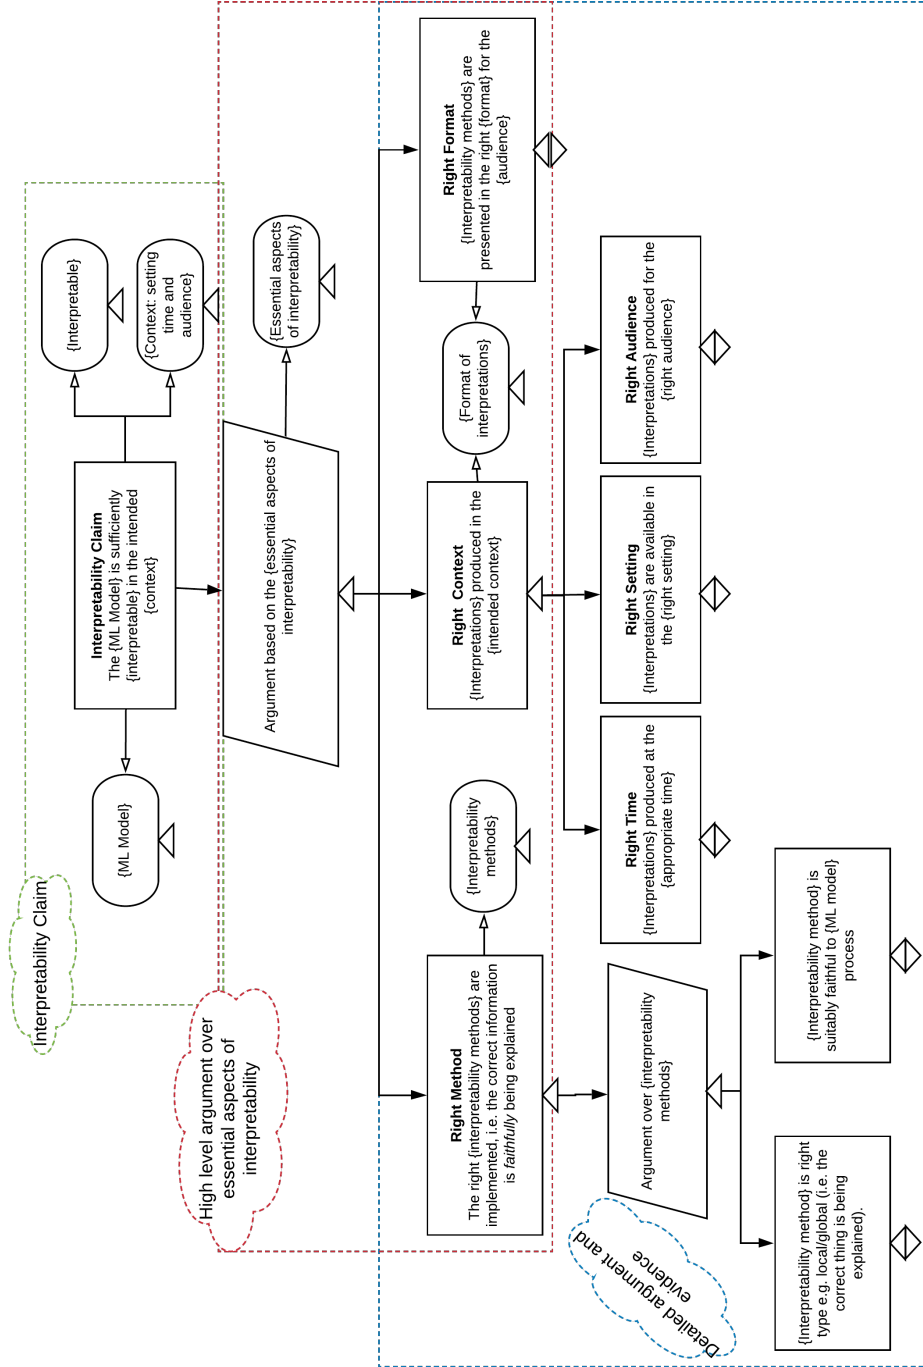 Interpretability Claim
{ML Model}
Interpretability Claim
The {ML Model} is sufficiently
{interpretable} in the intended
{context}
{Interpretable}
{Context: setting
time and
audience}
High level argument over
essential aspects of
interpretability
Argument based on the {essential aspects of
interpretability}
{Essential aspects
of interpretability}
Right Method
The right {interpretability methods} are
implemented, i.e. the correct information
is faithfully being explained
{Interpretability
methods}
Right Context
{Interpretations} produced in the
{intended context}
{Format of
interpretations}
Right Format
{Interpretability methods} are
presented in the right {format} for the
{audience}
Detailed argument and
evidence
Argument over {interpretability
methods}
Right Time
{Interpretations} produced at the
{appropriate time}
Right Setting
{Interpretations} are available in
the {right setting}
Right Audience
{Interpretations} produced for the
{right audience}
{Interpretability method} is right
type e.g. local/global (i.e. the
correct thing is being
explained).
{Interpretability method} is
suitably faithful to {ML model}
process